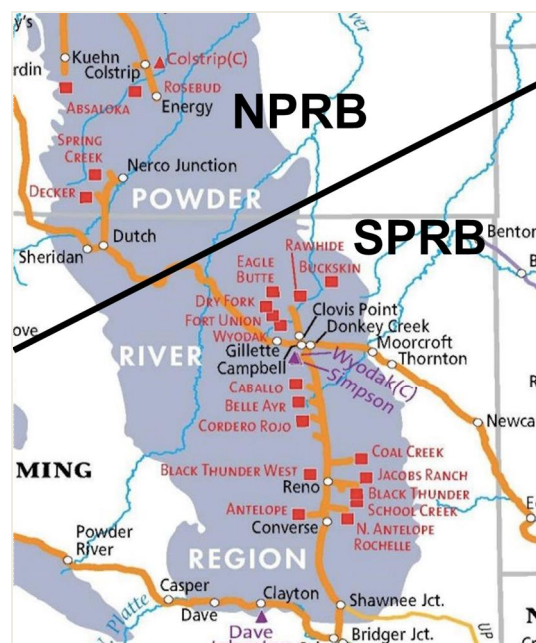 y's
rdin
Kuehn
Colstrip
Colstrip(C)
ROSEBUD
ABSALOKA
Energy
NPRB
SPRING
CREEK
Nerco Junction
DECKER
POWDER
Dutch
Sheridan
SPRB
Benton
RAWHIDE
EAGLE
BUTTE
BUCKSKIN
DRY FORK
Clovis Point
FORT UNION
Donkey Creek
WYODAK
Moorcroft
ove
RIVER
Gillette
Thornton
Campbell
Wyodak(C)
Simpson
CABALLO
BELLE AYR
CORDERO ROJO
Newca
COAL CREEK
MING
BLACK THUNDER WEST
JACOBS RANCH
Reno
BLACK THUNDER
SCHOOL CREEK
ANTELOPE
Converse
N. ANTELOPE
ROCHELLE
Powder
River
REGION
Casper
Clayton
Shawnee Jct.
Dave
Platte
Dave
Bridger Jct.